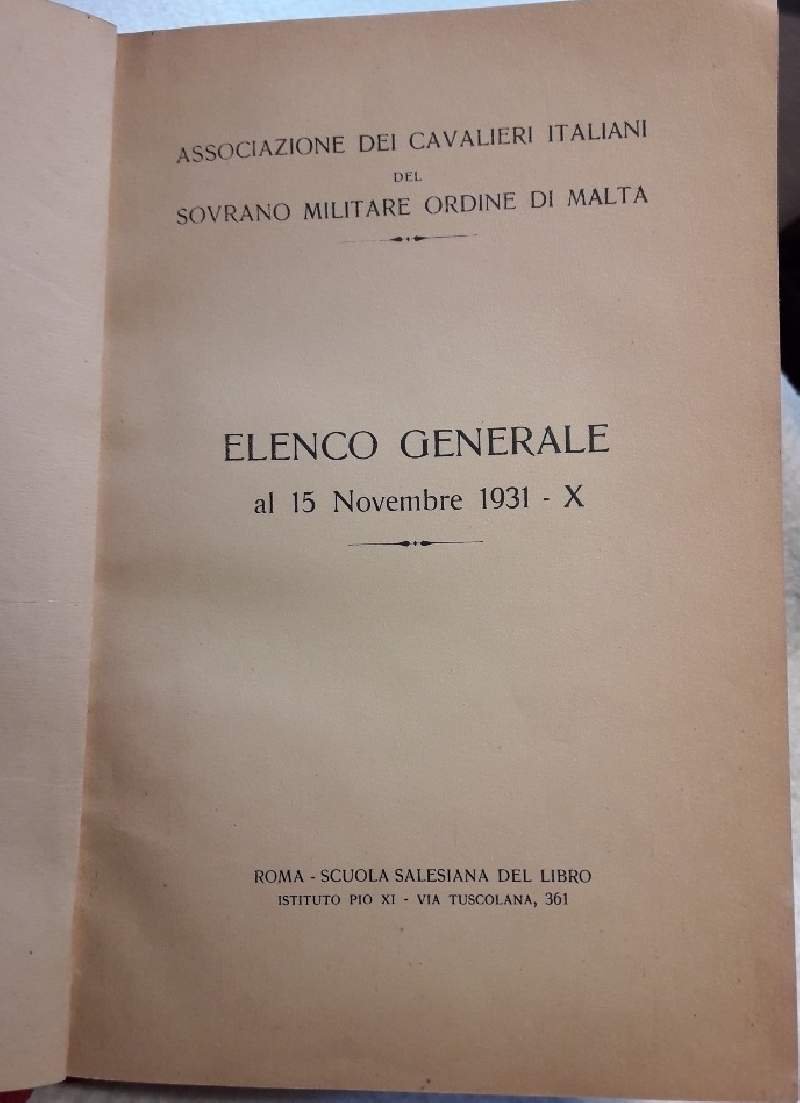 ASSOCIAZIONE DEI CAVALIERI ITALIANI
DEL
SOVRANO MILITARE ORDINE DI MALTA
ELENCO GENERALE
al 15 Novembre 1931 - X
ROMA - SCUOLA SALESIANA DEL LIBRO
ISTITUTO PIO XI - VIA TUSCOLANA, 361